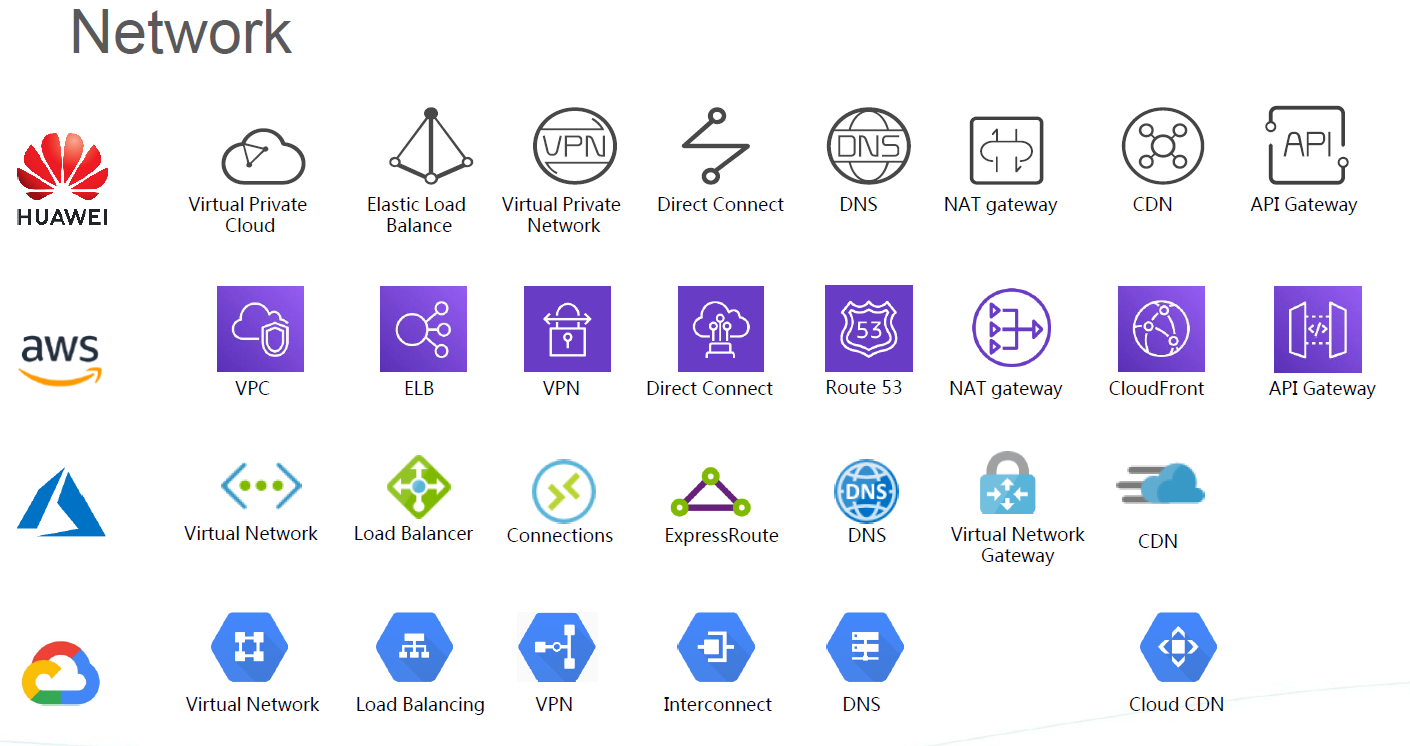 Network
VPN
DNS
API
HUAWEI
Virtual Private
Cloud
Elastic Load
Balance
Virtual Private
Network
Direct Connect
DNS
NAT gateway
CDN
API Gateway
53
</>
aws
VPC
ELB
VPN
Direct Connect
Route 53
NAT gateway
CloudFront
API Gateway
DNS
Virtual Network
Load Balancer
Connections
ExpressRoute
DNS
Virtual Network
Gateway
CDN
Virtual Network
Load Balancing
VPN
Interconnect
DNS
Cloud CDN